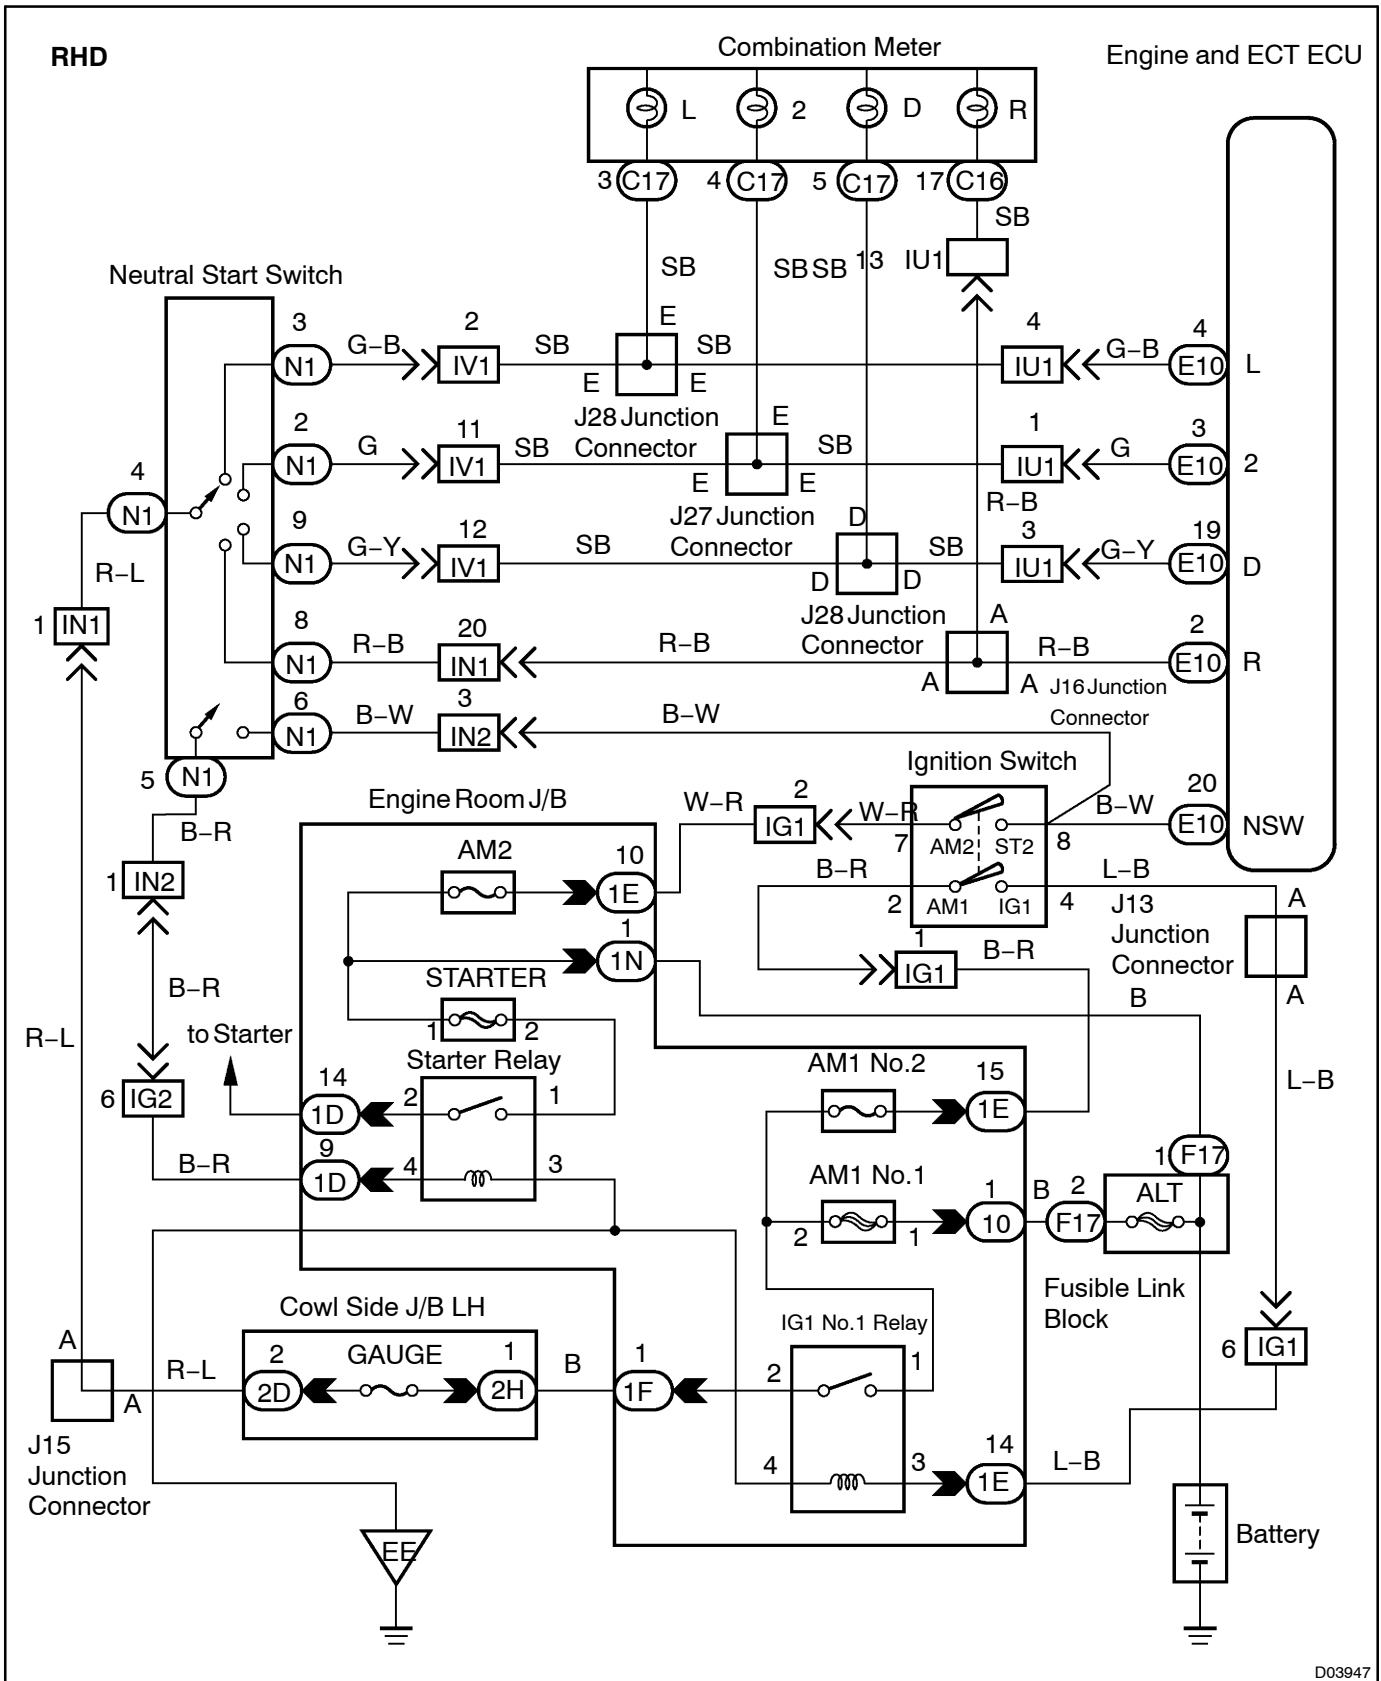 RHD
Combination Meter
Engine and ECT ECU
L 2 D R
3 C17 4 C17 5 C17 17 C16
SB
SB SB SB 13 IU1
Neutral Start Switch
3 G–B 2 SB E SB 4 G–B 4
N1 IV1 IU1 E10 L
E E
J28 Junction
Connector
2 G 11 SB E SB 1 G 3
N1 IV1 IU1 E10 2
E E
R–B
J27 Junction
Connector
4
N1
9 G–Y 12 SB D SB 3 G–Y 19
N1 IV1 IU1 E10 D
D D
J28 Junction
Connector
R–L
1 IN1
8 R–B 20 R–B A R–B 2
N1 IN1 E10 R
A A J16 Junction
Connector
6 B–W 3 B–W
N1 IN2
5 N1
Ignition Switch
Engine Room J/B
W–R 2 W–R B–W 20
IG1 E10 NSW
7 AM2 ST2 8
B–R
AM2 10
1E
B–R L–B
2 AM1 IG1 4
1 IN2
J13
Junction
Connector
A
A
1
1N
1 B–R
IG1
STARTER
B–R
B
1 2
R–L
to Starter
Starter Relay
AM1 No.2
15
1E
L–B
14 2 1
1D
6 IG2
9 4 3
B–R 1D
AM1 No.1
1 B 2
2 1 10 F17
1 F17
ALT
Fusible Link
Block
Cowl Side J/B LH
IG1 No.1 Relay
A
R–L 2 GAUGE 1 B 1 2 1
2D 2H 1F
A
6 IG1
J15
Junction
Connector
4 3 14 L–B
1E
Battery
EE
D03947